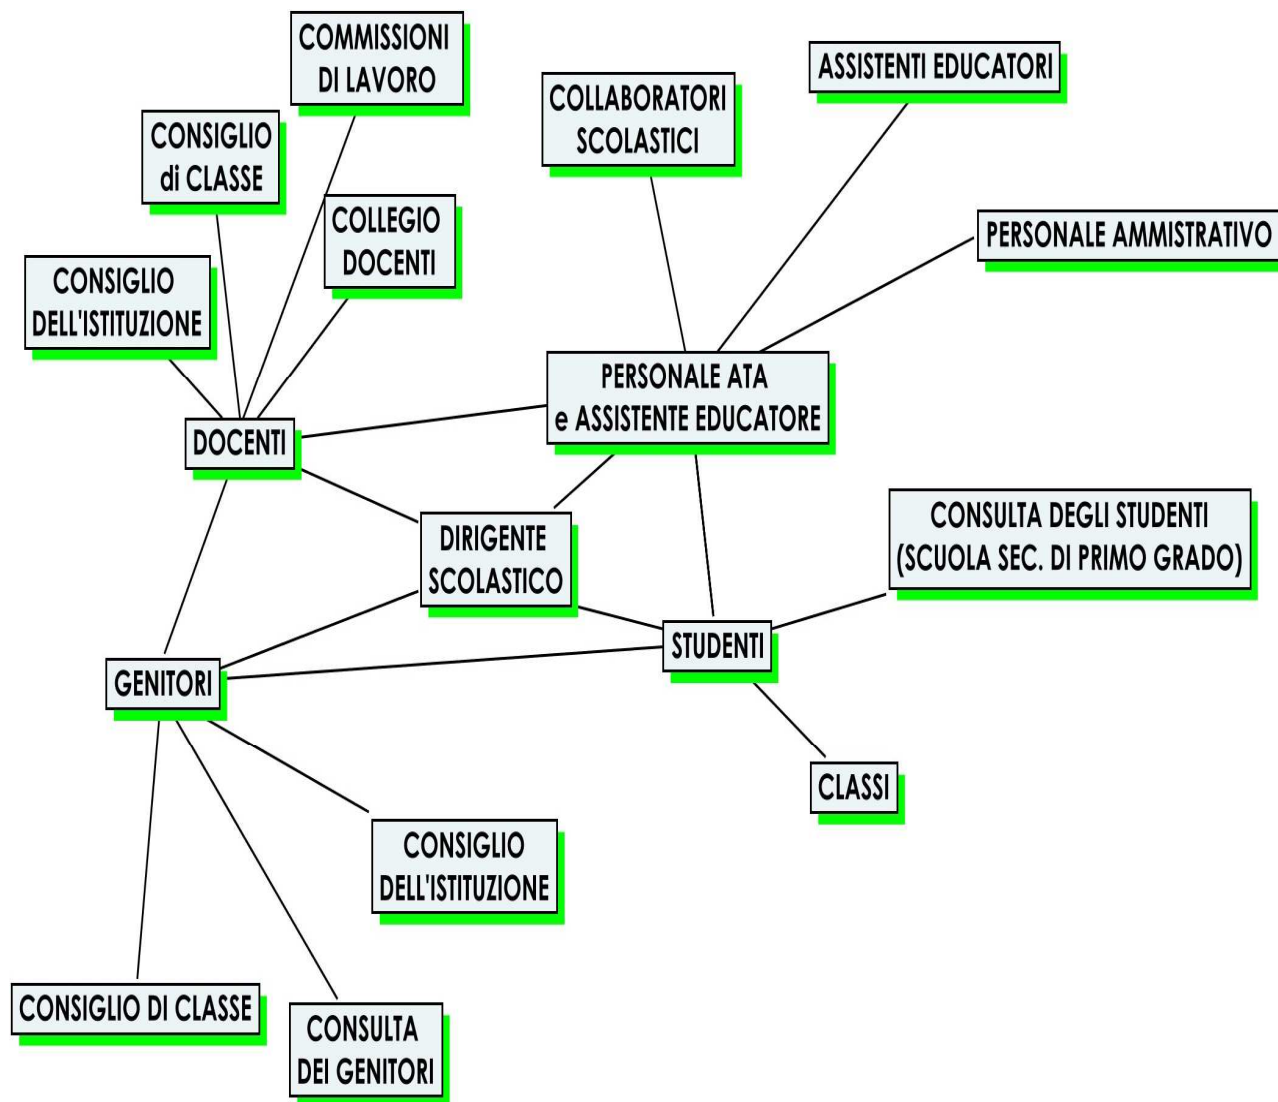 COMMISSIONI
DI LAVORO
ASSISTENTI EDUCATORI
COLLABORATORI
SCOLASTICI
CONSIGLIO
di CLASSE
COLLEGIO
DOCENTI
PERSONALE AMMISTRATIVO
CONSIGLIO
DELL'ISTITUZIONE
PERSONALE ATA
e ASSISTENTE EDUCATORE
DOCENTI
CONSULTA DEGLI STUDENTI
(SCUOLA SEC. DI PRIMO GRADO)
DIRIGENTE
SCOLASTICO
STUDENTI
GENITORI
CLASSI
CONSIGLIO
DELL'ISTITUZIONE
CONSIGLIO DI CLASSE
CONSULTA
DEI GENITORI